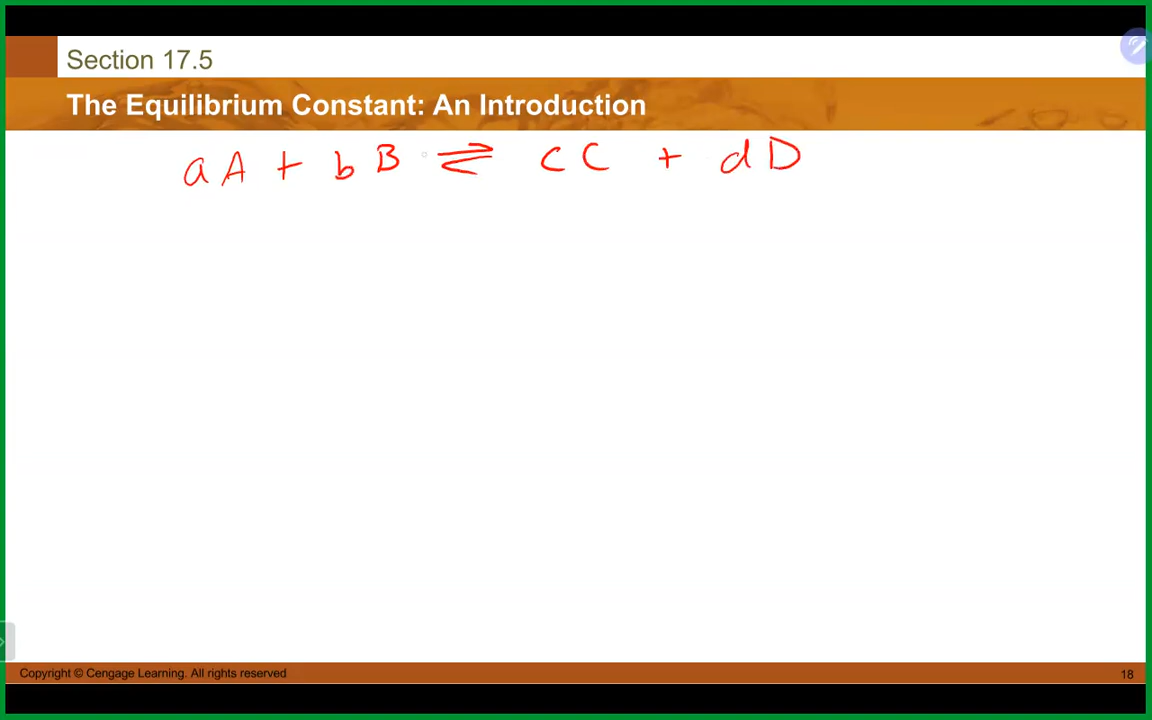 Section 17.5
The Equilibrium Constant: An Introduction
aA + bB ⇌ cC + dD
Copyright © Cengage Learning. All rights reserved
18